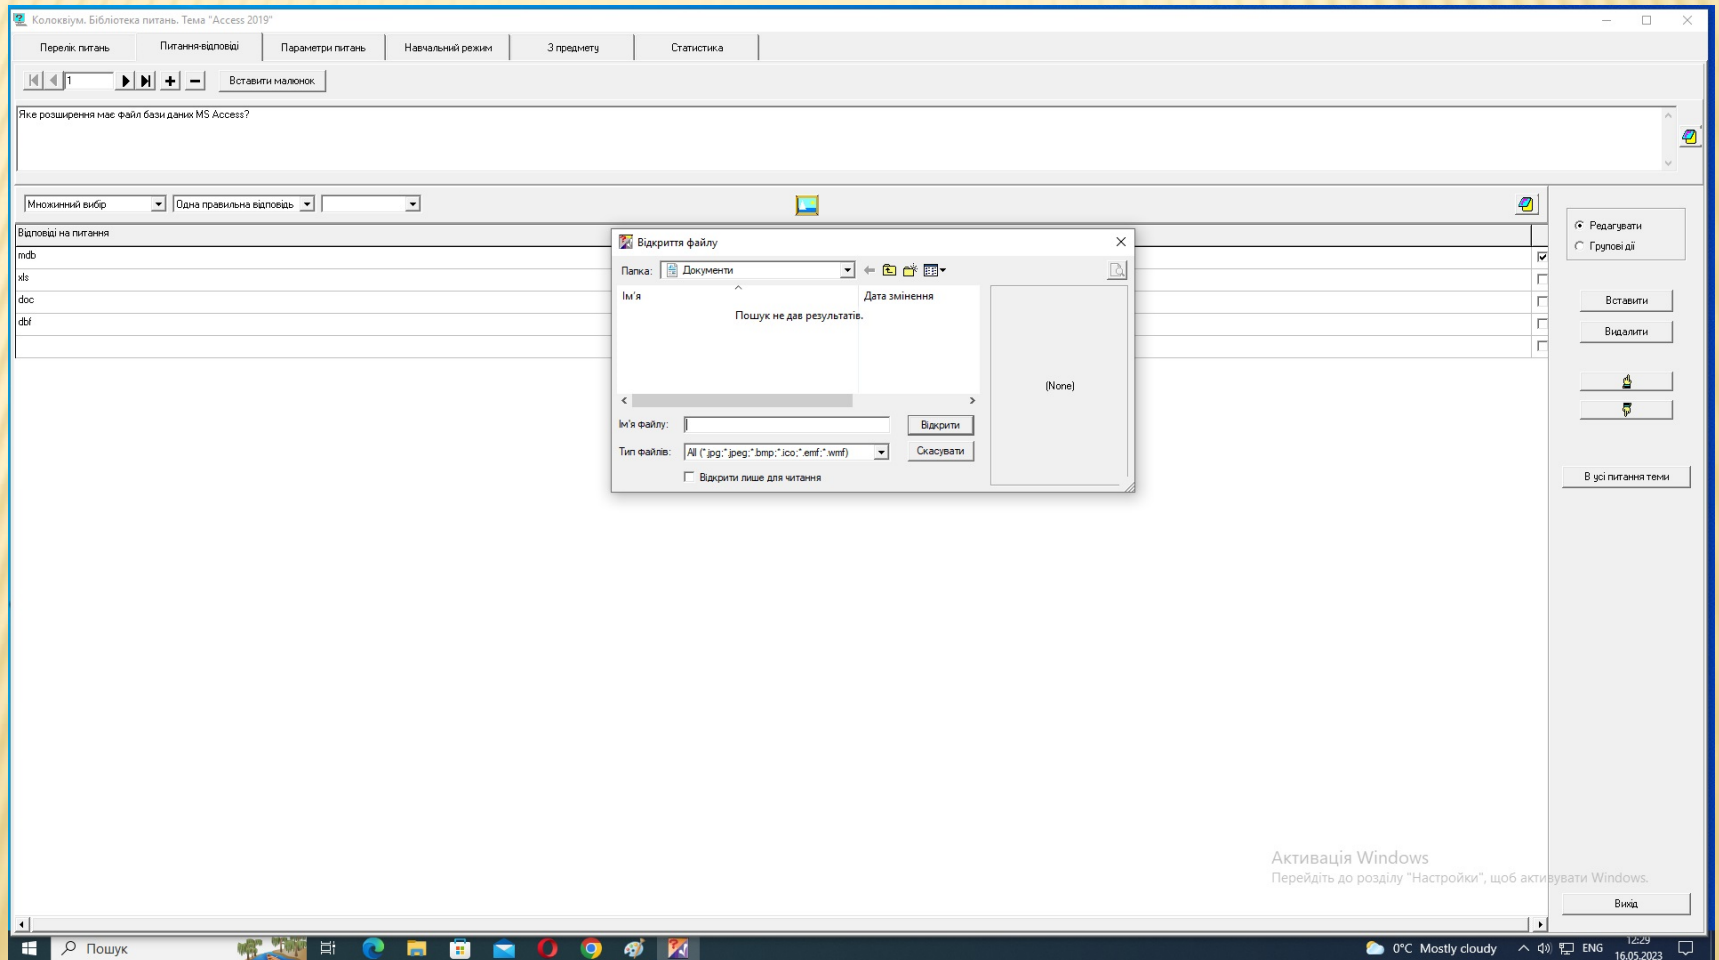 Колоквіум. Бібліотека питань. Тема "Access 2019"
Перелік питань
Питання-відповіді
Параметри питань
Навчальний режим
З предмету
Статистика
1
Вставити малюнок
Яке розширення має файл бази даних MS Access?
Множинний вибір
Одна правильна відповідь
Відповіді на питання
mdb
xls
doc
dbf
Редагувати
Групові дії
Вставити
Видалити
В усі питання теми
Вихід
Відкриття файлу
Папка: Документи
Ім'я
Дата змінення
Пошук не дав результатів.
(None)
Ім'я файлу:
Відкрити
Тип файлів: All (*.jpg;*.jpeg;*.bmp;*.ico;*.emf;*.wmf)
Скасувати
Відкрити лише для читання
Активація Windows
Перейдіть до розділу "Настройки", щоб активувати Windows.
Пошук
0°C Mostly cloudy
ENG
12:29
16.05.2023